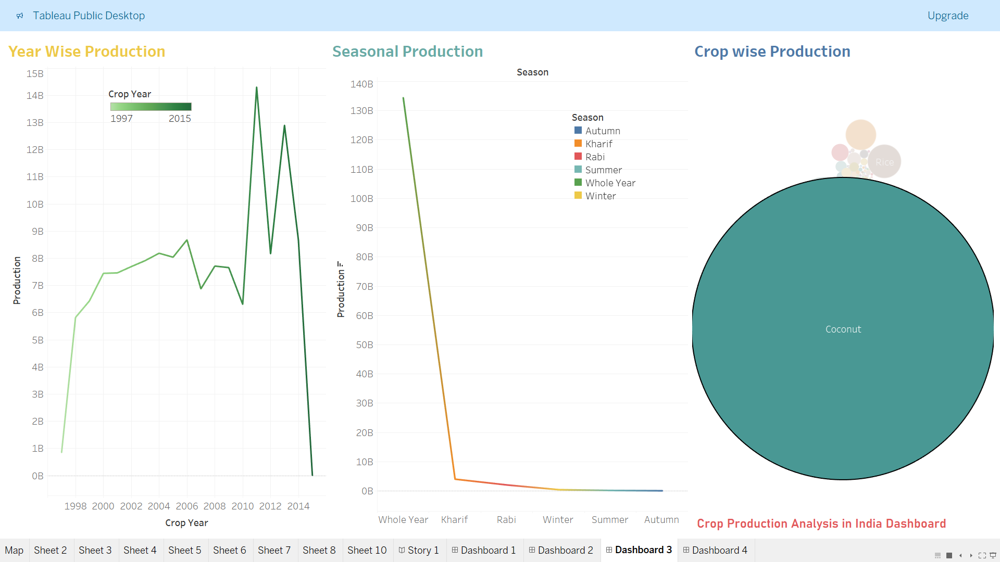 Tableau Public Desktop
Upgrade
Year Wise Production
15B
14B
13B
12B
11B
10B
9B
8B
7B
6B
5B
4B
3B
2B
1B
0B
Production
Crop Year
1997 2015
1998 2000 2002 2004 2006 2008 2010 2012 2014
Crop Year
Seasonal Production
Season
140B
130B
120B
110B
100B
90B
80B
70B
60B
50B
40B
30B
20B
10B
0B
Production
Season
Autumn
Kharif
Rabi
Summer
Whole Year
Winter
Whole Year Kharif Rabi Winter Summer Autumn
Crop wise Production
Rice
Coconut
Crop Production Analysis in India Dashboard
Map Sheet 2 Sheet 3 Sheet 4 Sheet 5 Sheet 6 Sheet 7 Sheet 8 Sheet 10 Story 1 Dashboard 1 Dashboard 2 Dashboard 3 Dashboard 4